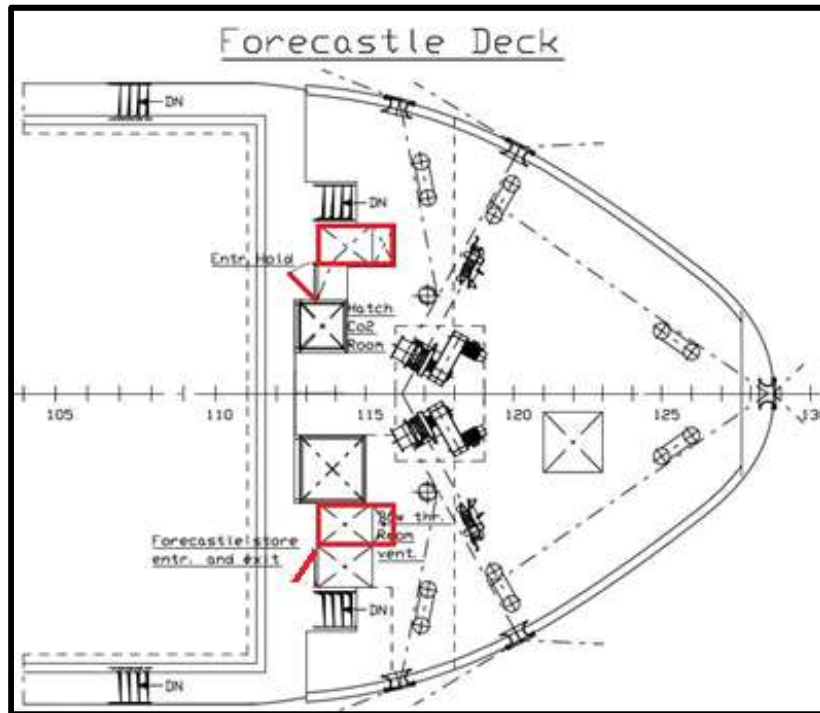 Forecastle Deck
DN
DN
Entr. Hold
Hatch
Co2
Room
105
110
115
120
125
130
Bow thr.
Room
vent.
Forecastle store
entr. and exit
DN
DN